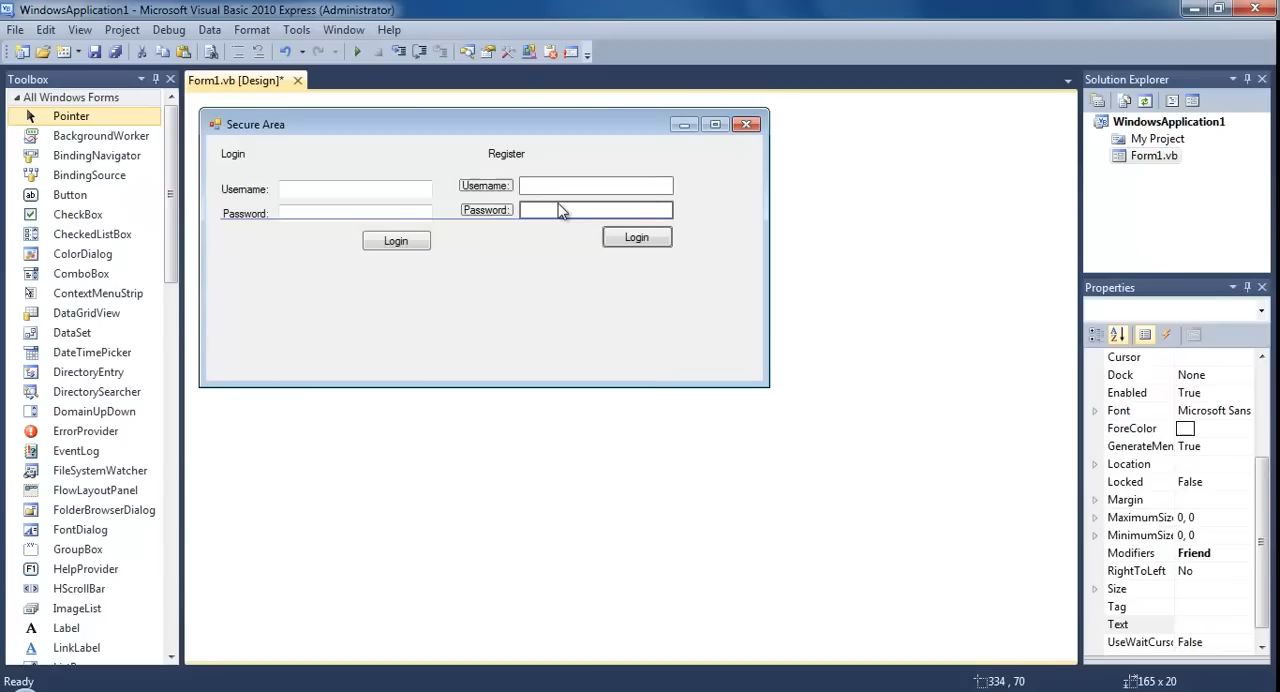 WindowsApplication1 - Microsoft Visual Basic 2010 Express (Administrator)
File Edit View Project Debug Data Format Tools Window Help
Toolbox
All Windows Forms
Pointer
BackgroundWorker
BindingNavigator
BindingSource
Button
CheckBox
CheckedListBox
ColorDialog
ComboBox
ContextMenuStrip
DataGridView
DataSet
DateTimePicker
DirectoryEntry
DirectorySearcher
DomainUpDown
ErrorProvider
EventLog
FileSystemWatcher
FlowLayoutPanel
FolderBrowserDialog
FontDialog
GroupBox
HelpProvider
HScrollBar
ImageList
Label
LinkLabel
Form1.vb [Design]*
Secure Area
Login Register
Username: Username:
Password: Password:
Login Login
Solution Explorer
WindowsApplication1
My Project
Form1.vb
Properties
Cursor
Dock None
Enabled True
Font Microsoft Sans
ForeColor
GenerateMen True
Location
Locked False
Margin
MaximumSiz 0, 0
MinimumSiz 0, 0
Modifiers Friend
RightToLeft No
Size
Tag
Text
UseWaitCurs False
Ready 334 , 70 165 x 20